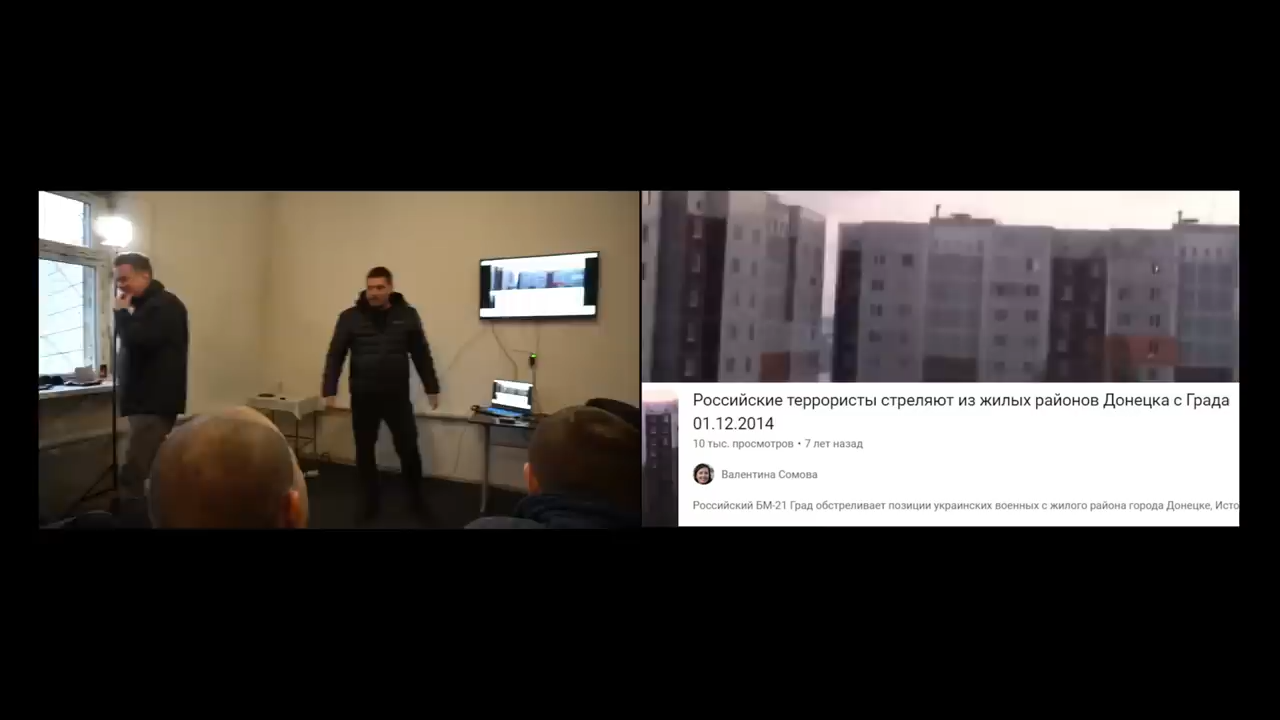 Российские террористы стреляют из жилых районов Донецка с Града
01.12.2014
10 тыс. просмотров • 7 лет назад
Валентина Сомова
Российский БМ-21 Град обстреливает позиции украинских военных с жилого района города Донецке, Исто